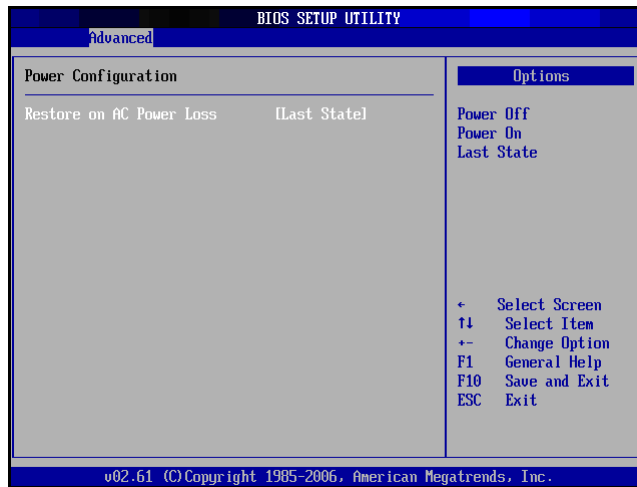 BIOS SETUP UTILITY
Advanced
Power Configuration
Restore on AC Power Loss [Last State]
Options
Power Off
Power On
Last State
← Select Screen
↑↓ Select Item
+- Change Option
F1 General Help
F10 Save and Exit
ESC Exit
v02.61 (C)Copyright 1985-2006, American Megatrends, Inc.